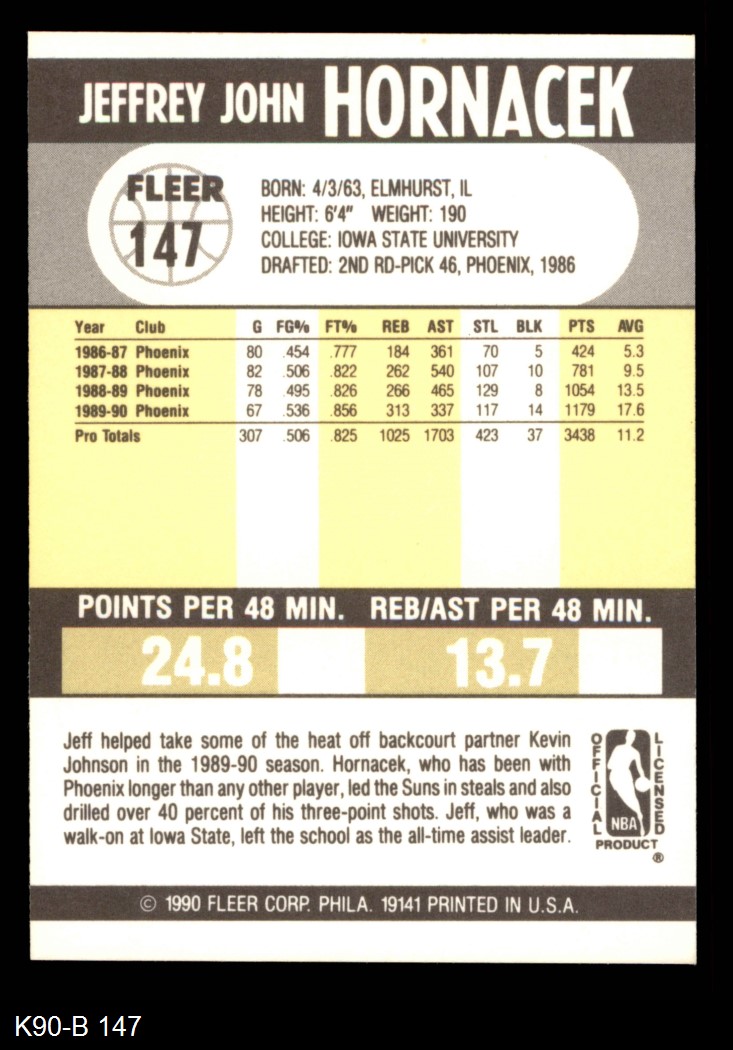 JEFFREY JOHN HORNACEK
FLEER
147
BORN: 4/3/63, ELMHURST, IL
HEIGHT: 6'4" WEIGHT: 190
COLLEGE: IOWA STATE UNIVERSITY
DRAFTED: 2ND RD-PICK 46, PHOENIX, 1986
Year Club G FG% FT% REB AST STL BLK PTS AVG
1986-87 Phoenix 80 .454 .777 184 361 70 5 424 5.3
1987-88 Phoenix 82 .506 .822 262 540 107 10 781 9.5
1988-89 Phoenix 78 .495 .826 266 465 129 8 1054 13.5
1989-90 Phoenix 67 .536 .856 313 337 117 14 1179 17.6
Pro Totals 307 .506 .825 1025 1703 423 37 3438 11.2
POINTS PER 48 MIN. REB/AST PER 48 MIN.
24.8 13.7
Jeff helped take some of the heat off backcourt partner Kevin
Johnson in the 1989-90 season. Hornacek, who has been with
Phoenix longer than any other player, led the Suns in steals and also
drilled over 40 percent of his three-point shots. Jeff, who was a
walk-on at Iowa State, left the school as the all-time assist leader.
OFFICIAL
NBA
LICENSED
PRODUCT
®
© 1990 FLEER CORP. PHILA. 19141 PRINTED IN U.S.A.
K90-B 147